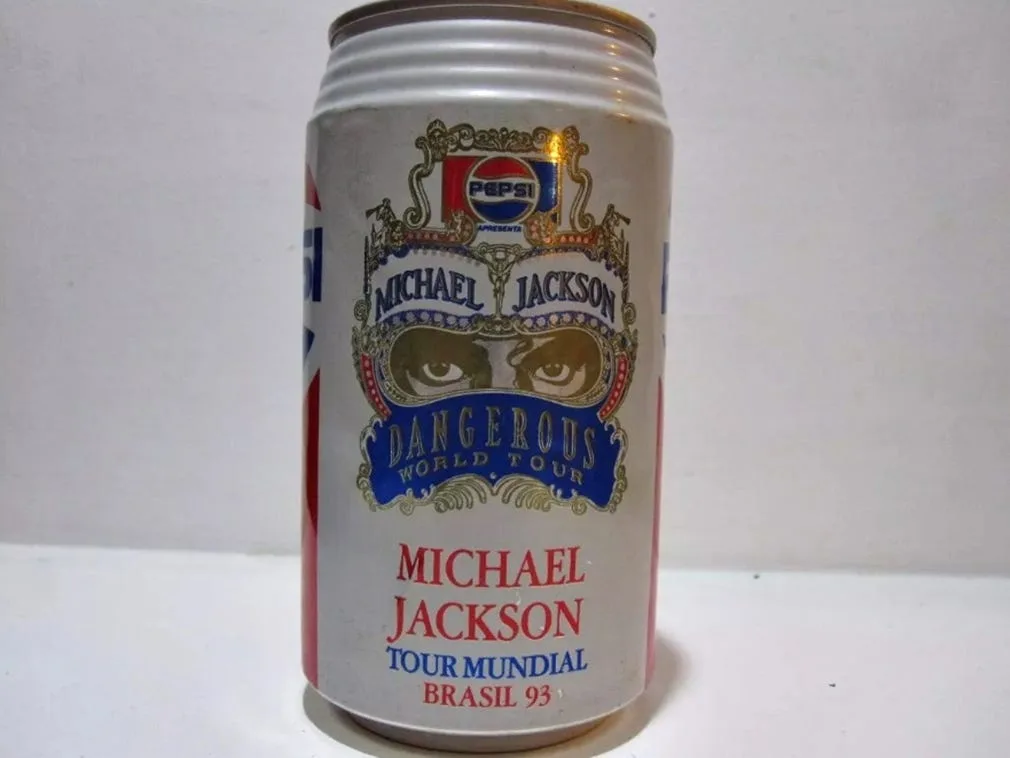 PEPSI
APRESENTA
MICHAEL JACKSON
DANGEROUS
WORLD TOUR
MICHAEL
JACKSON
TOUR MUNDIAL
BRASIL 93